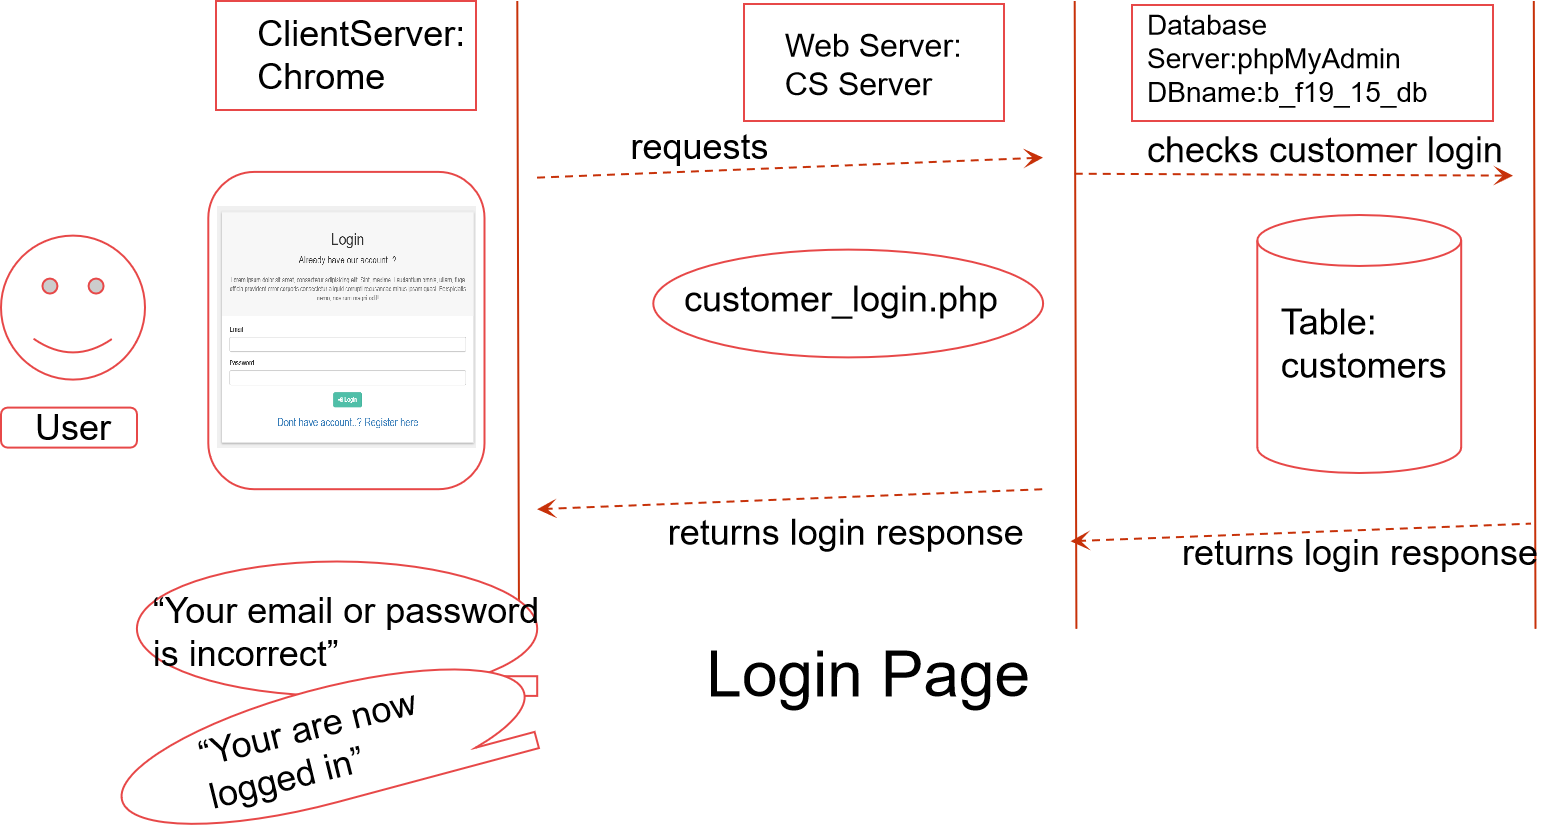 ClientServer:
Chrome
Web Server:
CS Server
Database
Server:phpMyAdmin
DBname:b_f19_15_db
requests
checks customer login
Login
Already have our account..?
Email
Password
Login
Dont have account..? Register here
User
customer_login.php
Table:
customers
returns login response
returns login response
“Your email or password
is incorrect”
“Your are now
logged in”
Login Page